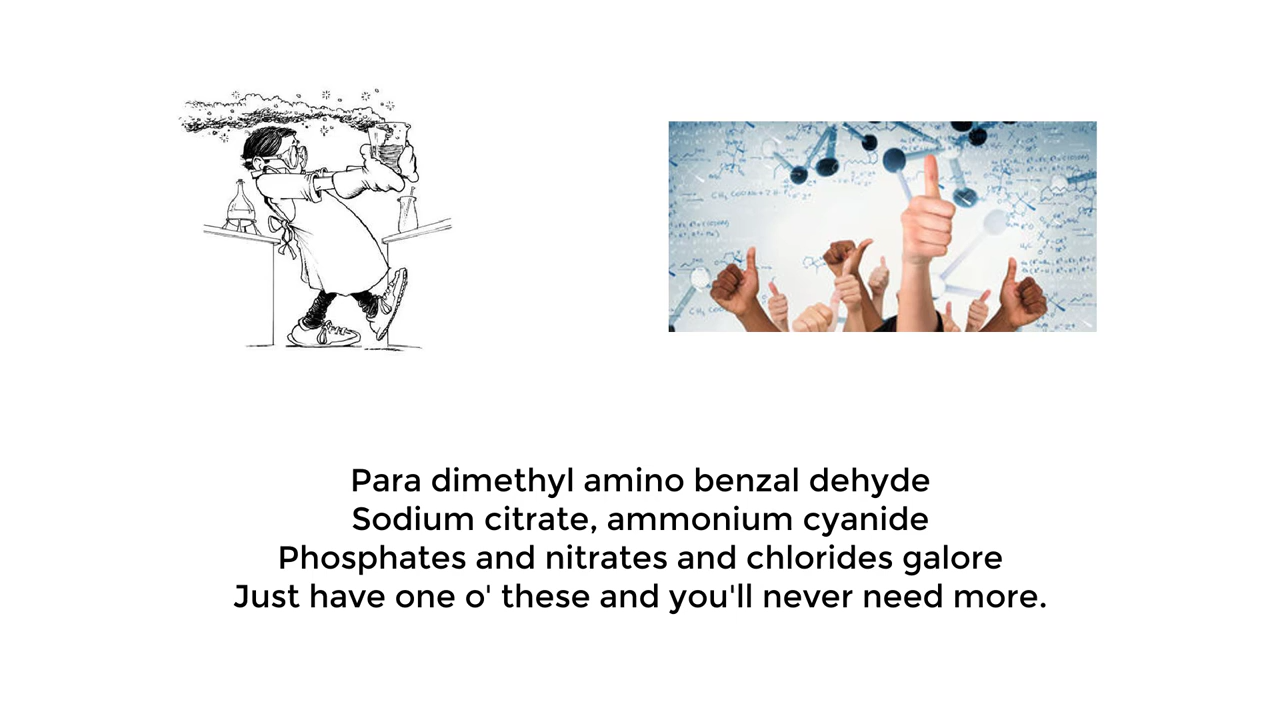 Para dimethyl amino benzal dehyde
Sodium citrate, ammonium cyanide
Phosphates and nitrates and chlorides galore
Just have one o' these and you'll never need more.